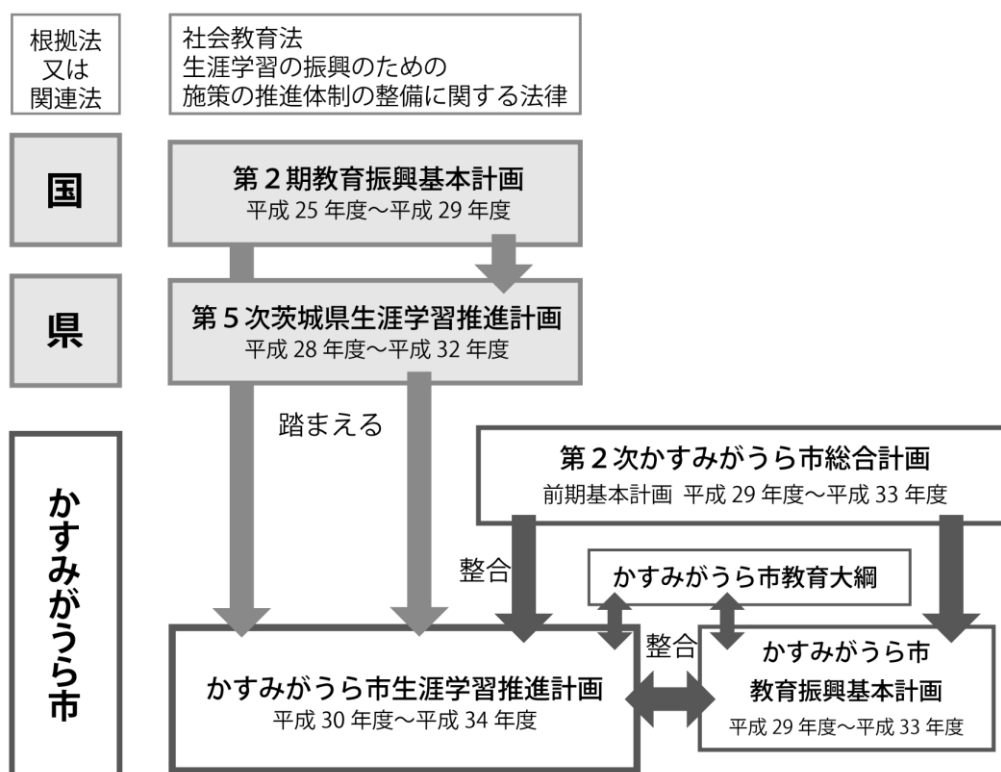 根拠法
又は
関連法
社会教育法
生涯学習の振興のための
施策の推進体制の整備に関する法律
国
第2期教育振興基本計画
平成 25 年度～平成 29 年度
県
第5次茨城県生涯学習推進計画
平成 28 年度～平成 32 年度
踏まえる
かすみがうら市
第2次かすみがうら市総合計画
前期基本計画 平成 29 年度～平成 33 年度
整合
かすみがうら市教育大綱
かすみがうら市生涯学習推進計画
平成 30 年度～平成 34 年度
整合
かすみがうら市
教育振興基本計画
平成 29 年度～平成 33 年度